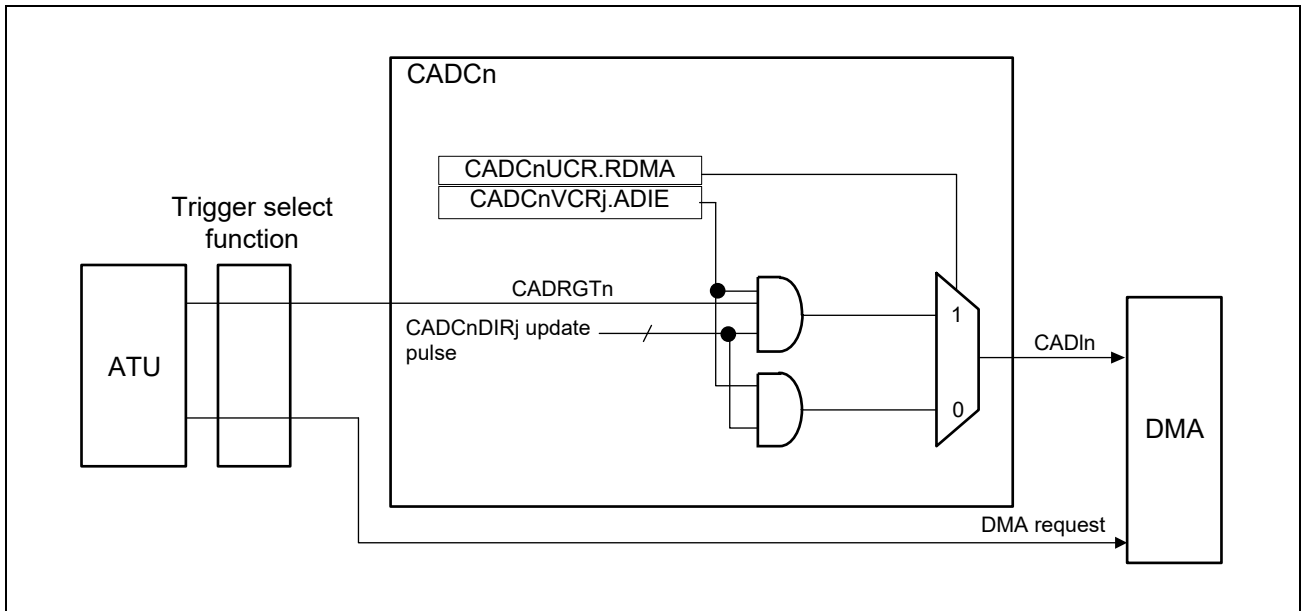 CADCn
CADCnUCR.RDMA
CADCnVCRj.ADIE
Trigger select
function
CADRGTn
CADCnDIRj update
pulse
1
0
CADIn
ATU
DMA
DMA request